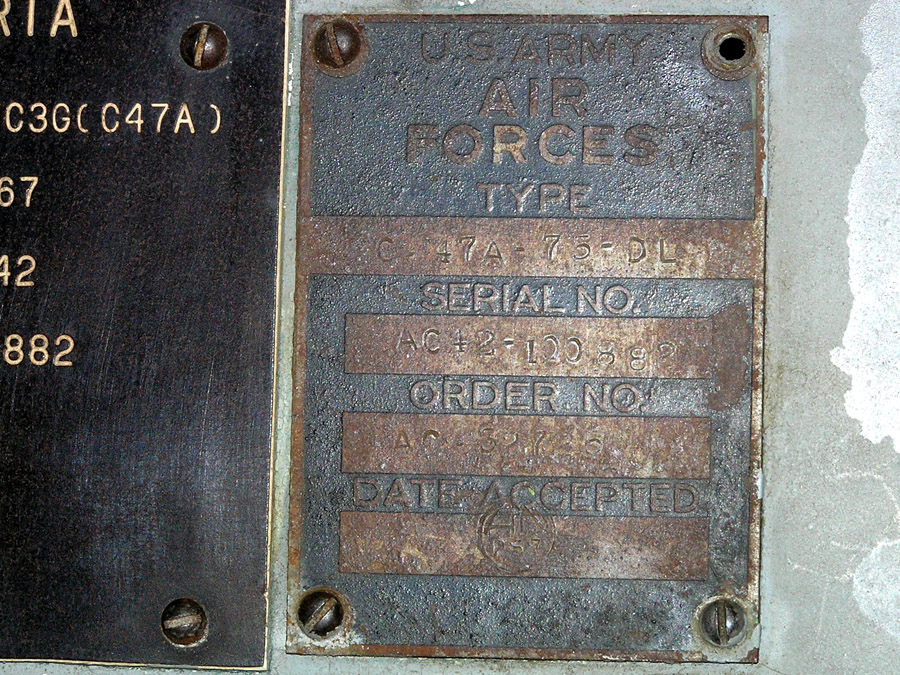 RIA
C3G(C47A)
67
42
882
U.S. ARMY
AIR
FORCES
TYPE
C-47A-75-DL
SERIAL NO.
AC42-100882
ORDER NO.
DATE ACCEPTED